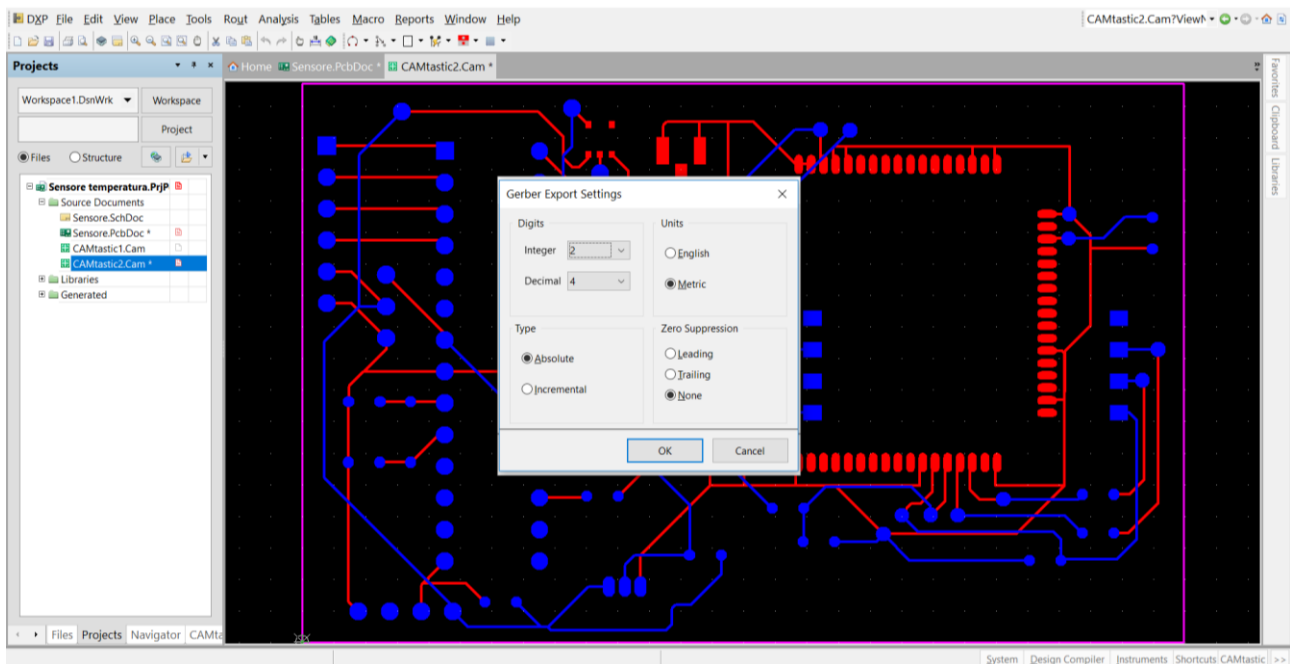 DXP File Edit View Place Tools Rout Analysis Tables Macro Reports Window Help
CAMtastic2.Cam?View
Projects
Home Sensore.PcbDoc * CAMtastic2.Cam *
Workspace1.DsnWrk Workspace
Project
Files Structure
Sensore temperatura.PrjP
Source Documents
Sensore.SchDoc
Sensore.PcbDoc *
CAMtastic1.Cam
CAMtastic2.Cam *
Libraries
Generated
Gerber Export Settings
Digits
Integer 2
Decimal 4
Units
English
Metric
Type
Absolute
Incremental
Zero Suppression
Leading
Trailing
None
OK Cancel
Favorites
Clipboard
Libraries
Files Projects Navigator CAMta
System Design Compiler Instruments Shortcuts CAMtastic >>